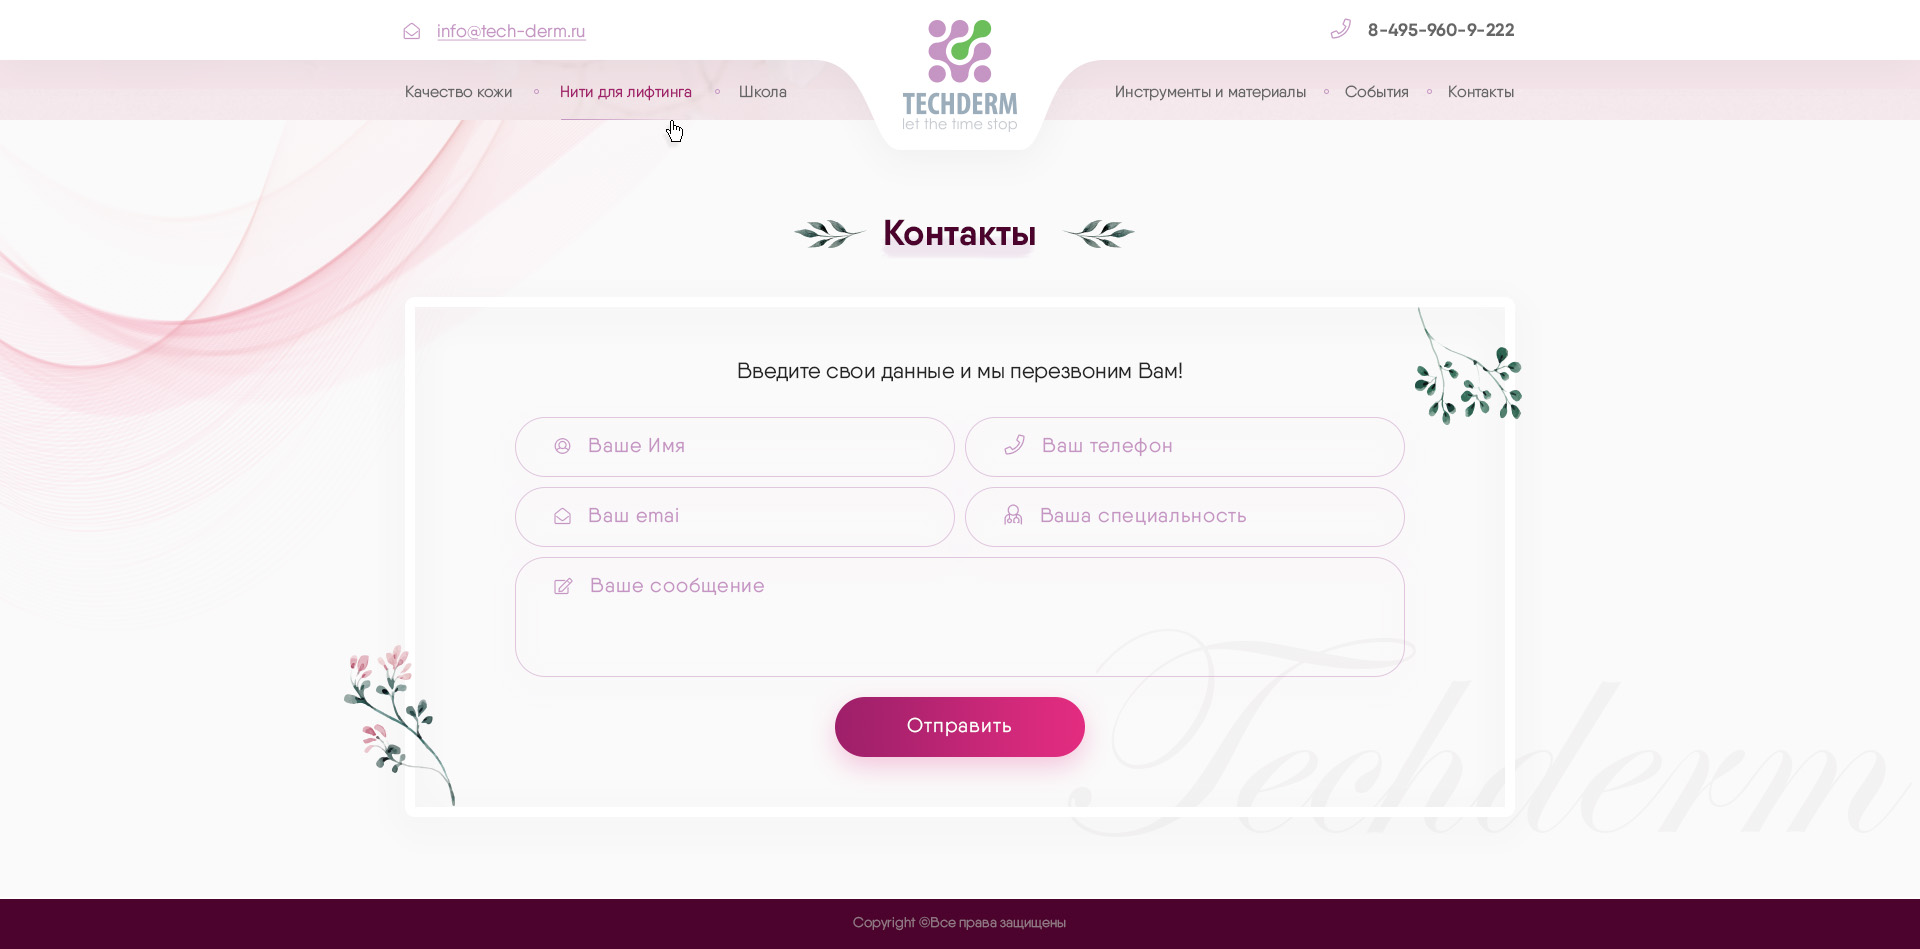 info@tech-derm.ru
8-495-960-9-222
Качество кожи
Нити для лифтинга
Школа
TECHDERM
let the time stop
Инструменты и материалы
События
Контакты
Контакты
Введите свои данные и мы перезвоним Вам!
Ваше Имя
Ваш телефон
Ваш emai
Ваша специальность
Ваше сообщение
Отправить
Techderm
Copyright ©Все права защищены